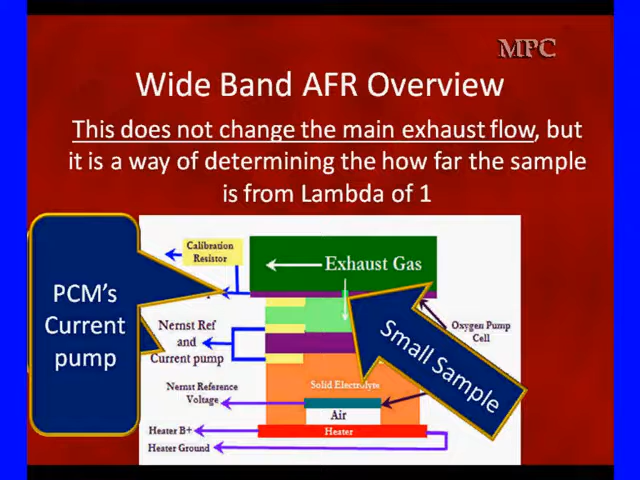 MPC
Wide Band AFR Overview
This does not change the main exhaust flow, but
it is a way of determining the how far the sample
is from Lambda of 1
Calibration
Resistor
Exhaust Gas
PCM's
Current
pump
Nernst Ref
and
Current pump
Small Sample
Oxygen Pump
Cell
Solid Electrolyte
Nernst Reference
Voltage
Air
Heater B+
Heater
Heater Ground